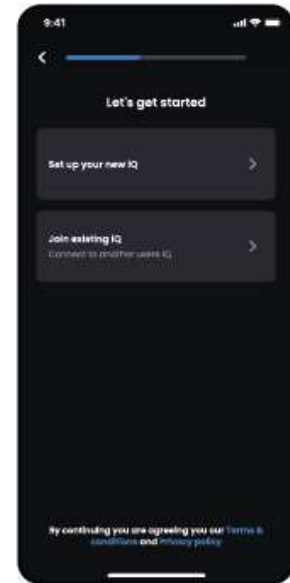 9:41
Let's get started
Set up your new IQ
Join existing IQ
Connect to another users IQ
By continuing you are agreeing you our Terms &
conditions and Privacy policy